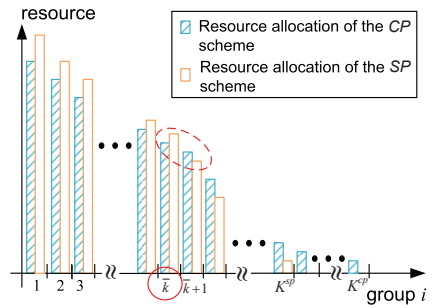 resource
Resource allocation of the CP
scheme
Resource allocation of the SP
scheme
1 2 3 k̄ k̄+1 K^{sp} K^{cp}
group i